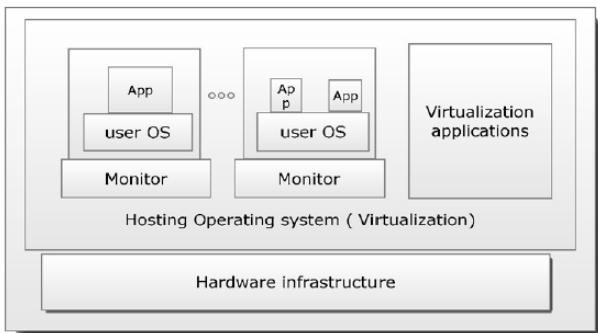 App
user OS
Monitor
Ap
p
App
user OS
Monitor
Virtualization
applications
Hosting Operating system ( Virtualization)
Hardware infrastructure